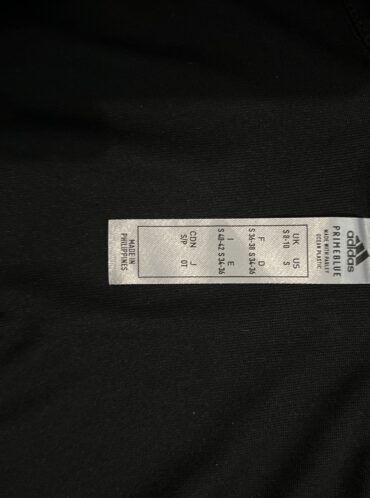 adidas
PRIMEBLUE
MADE WITH PARLEY
OCEAN PLASTIC
UK US
S 8-10 S
F D
S 36-38 S 34-36
I E
S 40-42 S 34-36
CDN J
S/P OT
MADE IN
PHILIPPINES